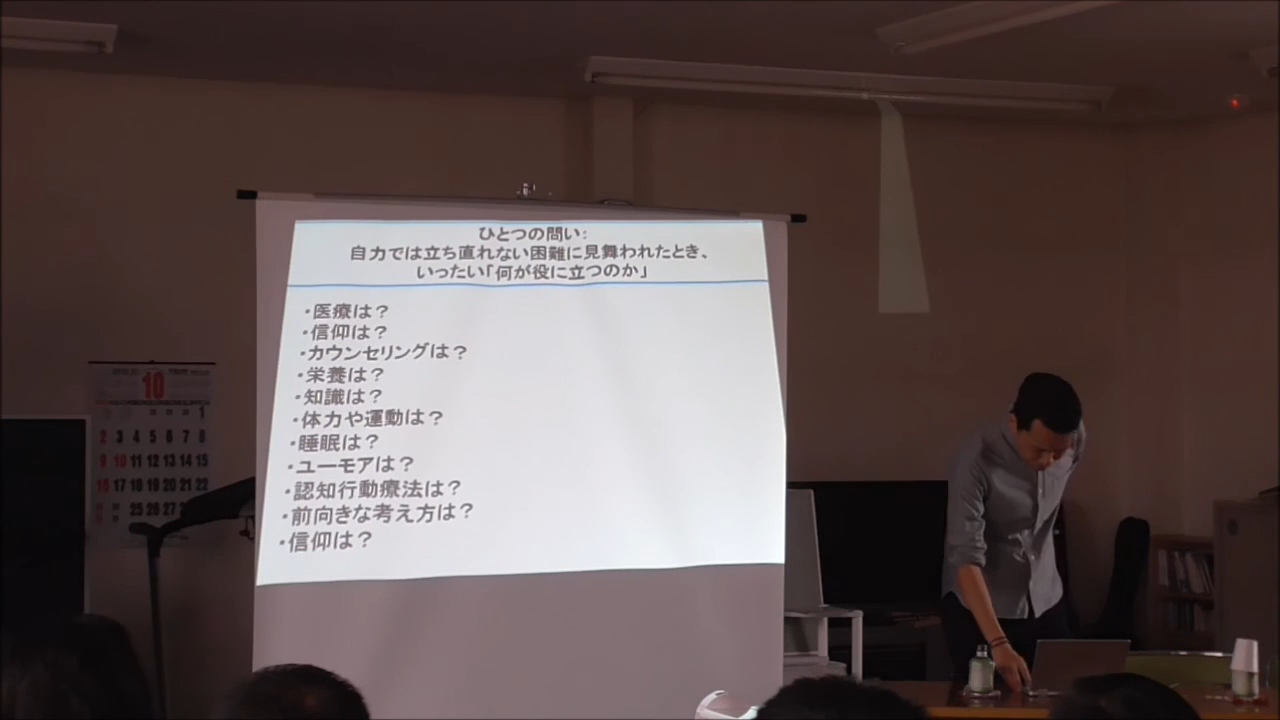 ひとつの問い:
自力では立ち直れない困難に見舞われたとき、
いったい「何が役に立つのか」
・医療は?
・信仰は?
・カウンセリングは?
・栄養は?
・知識は?
・体力や運動は?
・睡眠は?
・ユーモアは?
・認知行動療法は?
・前向きな考え方は?
・信仰は?
10
1
2 3 4 5 6 7 8
9 10 11 12 13 14 15
16 17 18 19 20 21 22
25 26 27